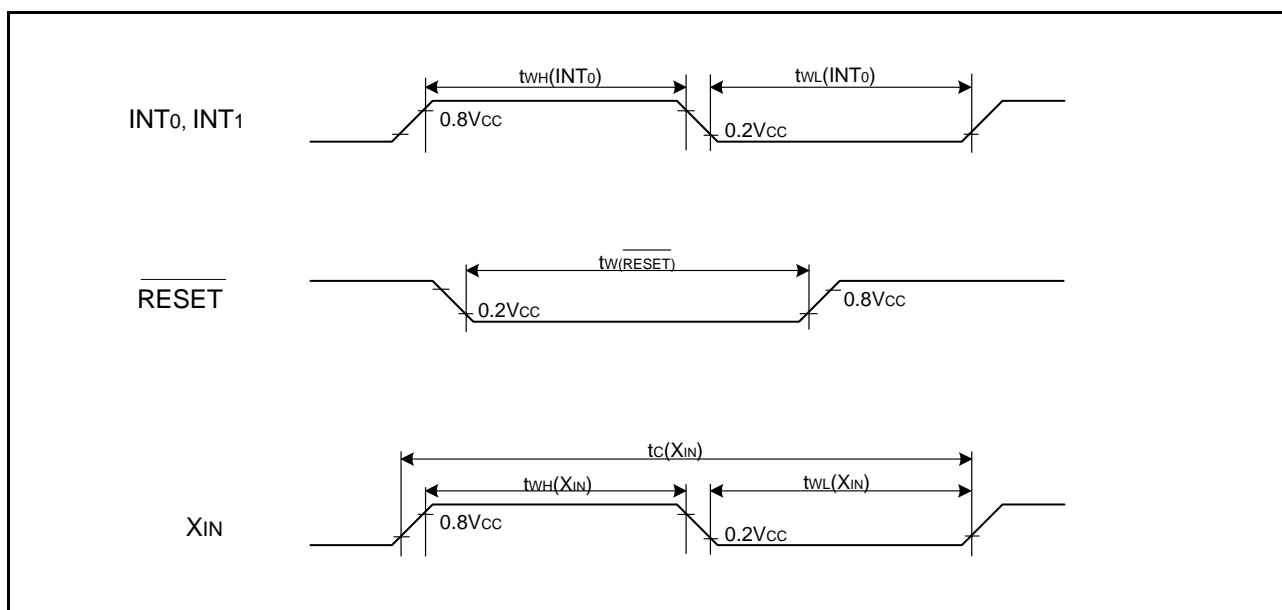 tWH(INT0)
tWL(INT0)
INT0, INT1
0.8VCC
0.2VCC
tW(RESET)
RESET
0.2VCC
0.8VCC
tC(XIN)
tWH(XIN)
tWL(XIN)
XIN
0.8VCC
0.2VCC